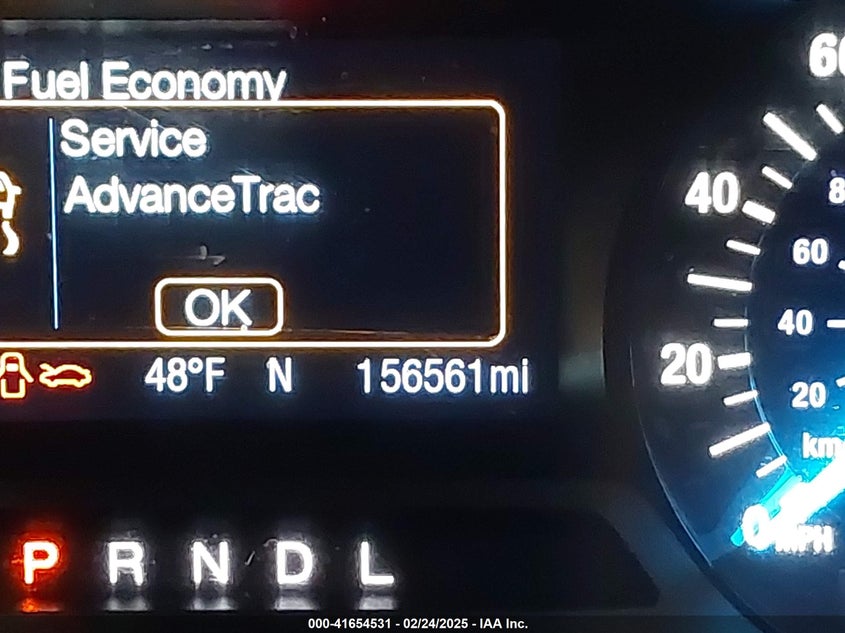 Fuel Economy
Service
AdvanceTrac
OK
48°F N 156561mi
P R N D L
60
40
20
0
MPH
60
40
20
km
000-41654531 - 02/24/2025 - IAA Inc.